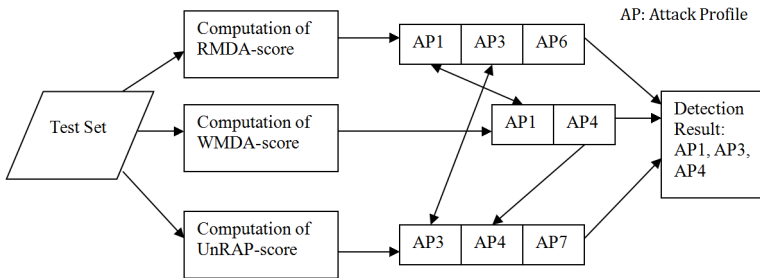 AP: Attack Profile
Computation of
RMDA-score
AP1 AP3 AP6
Test Set
Computation of
WMDA-score
AP1 AP4
Detection
Result:
AP1, AP3,
AP4
Computation of
UnRAP-score
AP3 AP4 AP7